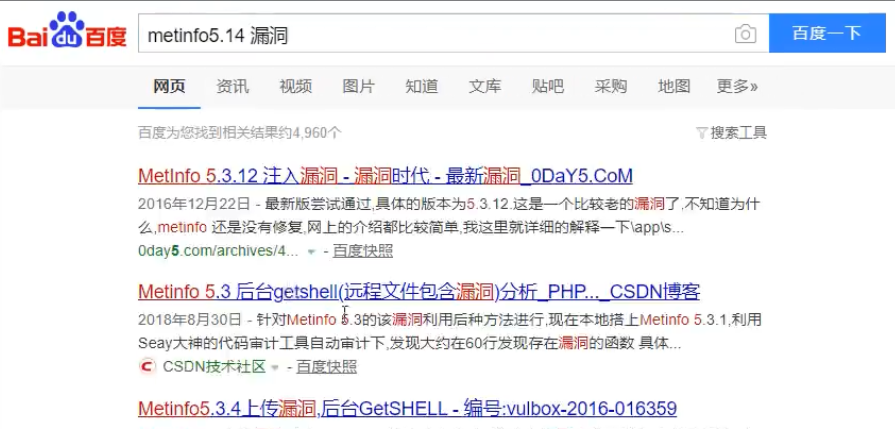 Bai du 百度 metinfo5.14 漏洞 百度一下
网页 资讯 视频 图片 知道 文库 贴吧 采购 地图 更多»
百度为您找到相关结果约4,960个 搜索工具
MetInfo 5.3.12 注入漏洞 - 漏洞时代 - 最新漏洞_0DaY5.CoM
2016年12月22日 - 最新版尝试通过,具体的版本为5.3.12.这是一个比较老的漏洞了,不知道为什
么,metinfo 还是没有修复,网上的介绍都比较简单,我这里就详细的解释一下\app\s...
0day5.com/archives/4... - 百度快照
Metinfo 5.3 后台getshell(远程文件包含漏洞)分析_PHP..._CSDN博客
2018年8月30日 - 针对Metinfo 5.3的该漏洞利用后种方法进行,现在本地搭上Metinfo 5.3.1,利用
Seay大神的代码审计工具自动审计下,发现大约在60行发现存在漏洞的函数 具体...
CSDN技术社区 - 百度快照
Metinfo5.3.4上传漏洞,后台GetSHELL - 编号:vulbox-2016-016359